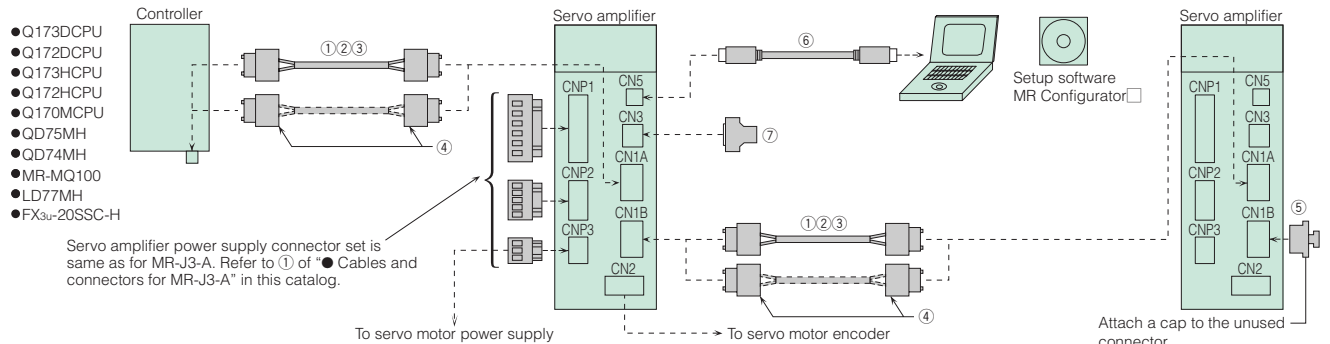 Controller
●Q173DCPU
●Q172DCPU
●Q173HCPU
●Q172HCPU
●Q170MCPU
●QD75MH
●QD74MH
●MR-MQ100
●LD77MH
●FX3U-20SSC-H
①②③
④
Servo amplifier power supply connector set is
same as for MR-J3-A. Refer to ① of “● Cables and
connectors for MR-J3-A” in this catalog.
Servo amplifier
CNP1
CN5
CN3
CN1A
CNP2
CN1B
CNP3
CN2
To servo motor power supply
To servo motor encoder
⑥
Setup software
MR Configurator□
⑦
①②③
④
Servo amplifier
CNP1
CN5
CN3
CN1A
CNP2
CN1B
CNP3
CN2
⑤
Attach a cap to the unused
connector.